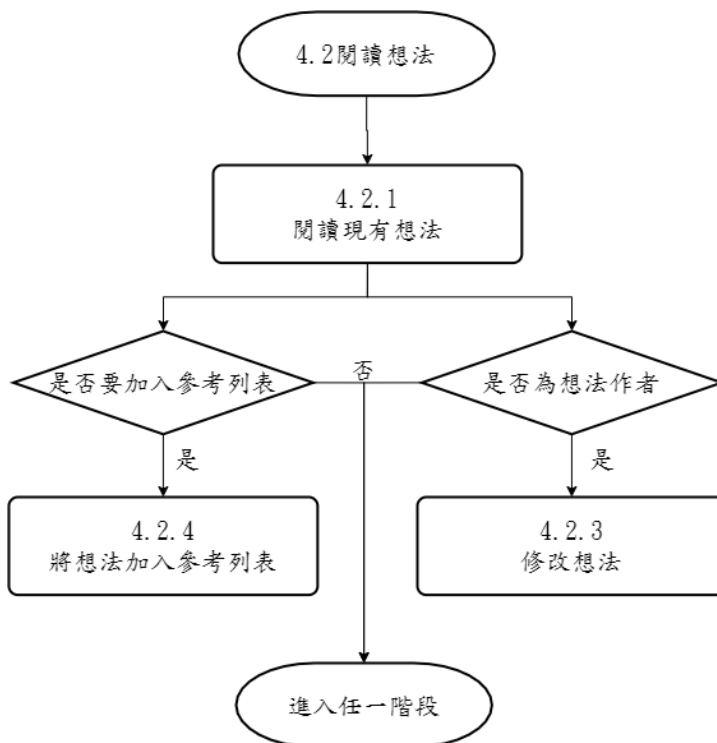 4.2閱讀想法
4.2.1
閱讀現有想法
是否要加入參考列表
否
是否為想法作者
是
是
4.2.4
將想法加入參考列表
4.2.3
修改想法
進入任一階段